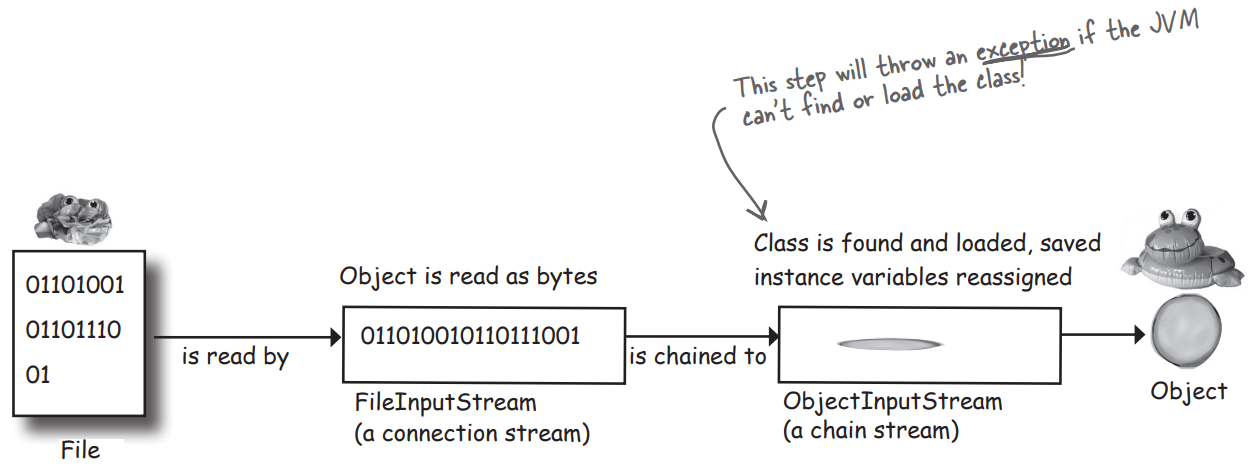 This step will throw an exception if the JVM
can't find or load the class!
Class is found and loaded, saved
instance variables reassigned
Object is read as bytes
01101001
01101110
01
File
is read by
011010010110111001
FileInputStream
(a connection stream)
is chained to
ObjectInputStream
(a chain stream)
Object